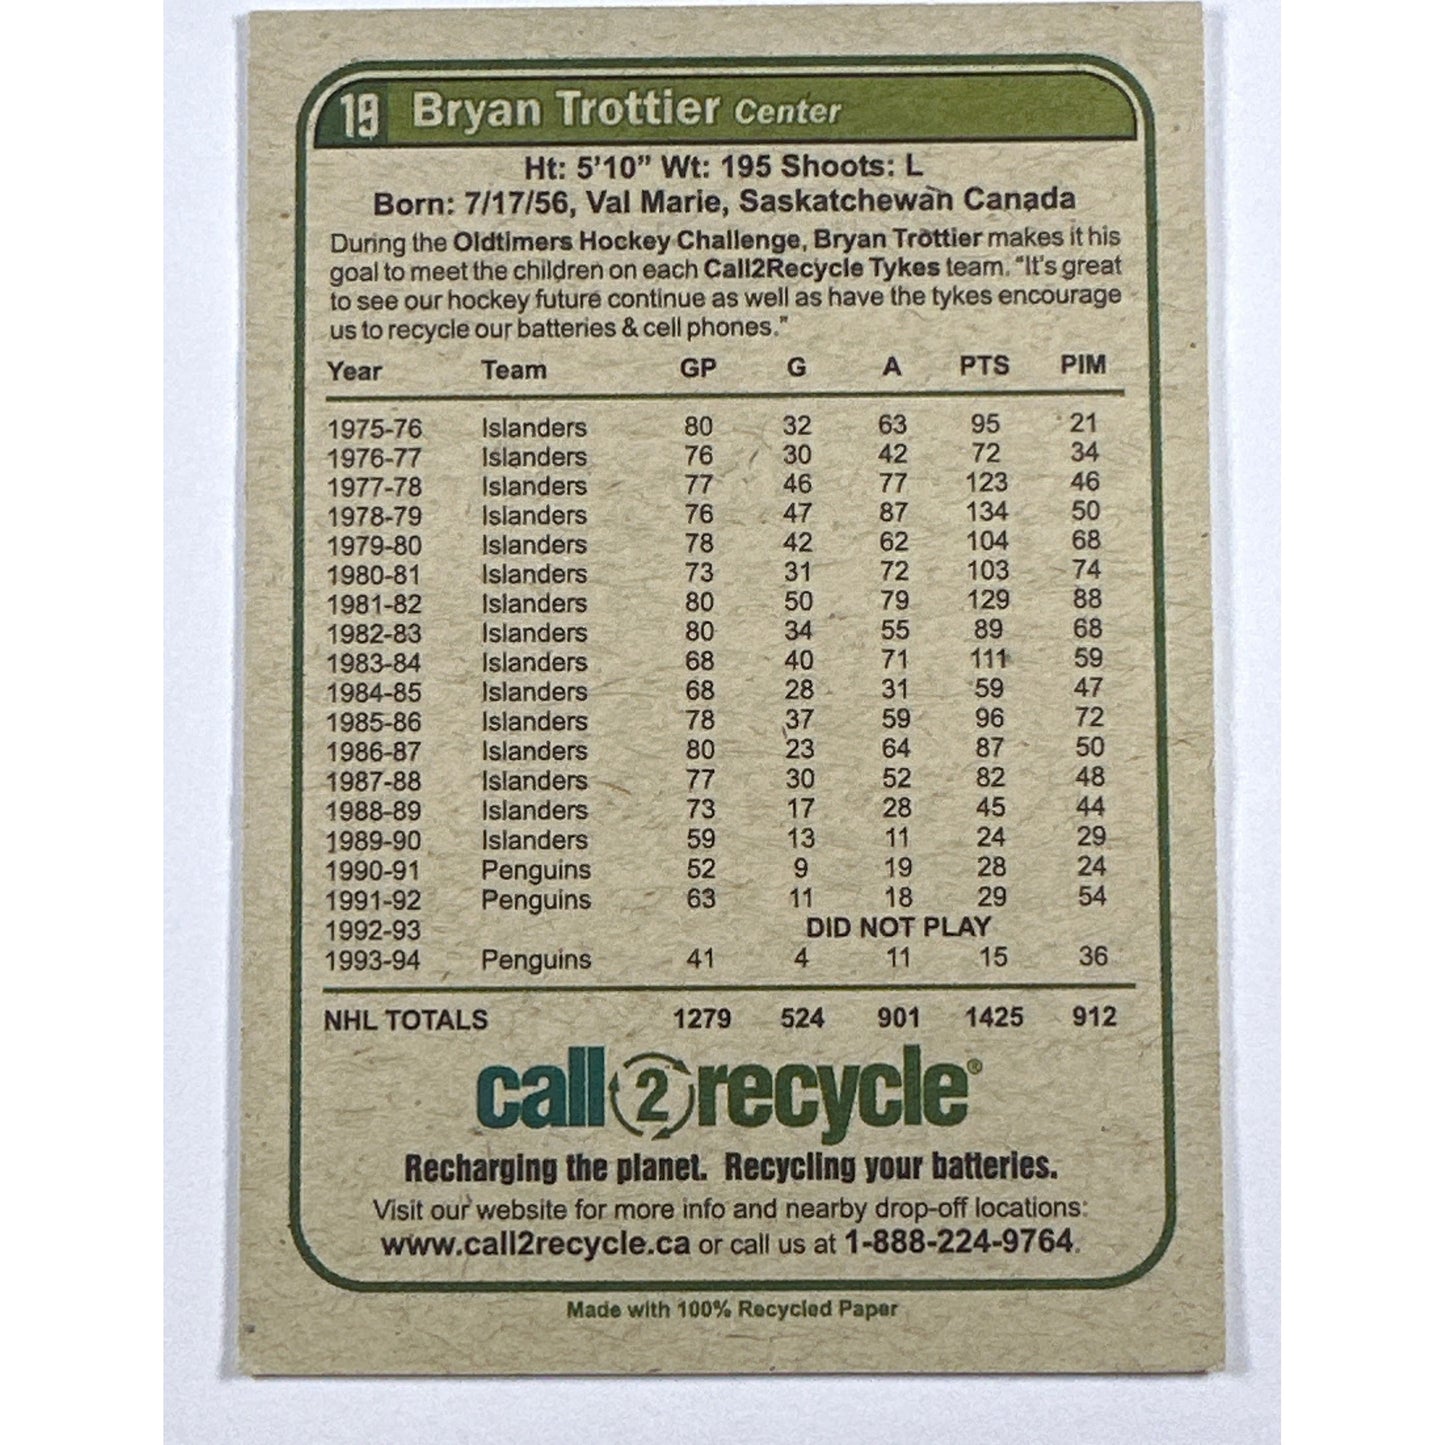 19 Bryan Trottier Center
Ht: 5'10" Wt: 195 Shoots: L
Born: 7/17/56, Val Marie, Saskatchewan Canada
During the Oldtimers Hockey Challenge, Bryan Trottier makes it his
goal to meet the children on each Call2Recycle Tykes team. "It's great
to see our hockey future continue as well as have the tykes encourage
us to recycle our batteries & cell phones."
Year Team GP G A PTS PIM
1975-76 Islanders 80 32 63 95 21
1976-77 Islanders 76 30 42 72 34
1977-78 Islanders 77 46 77 123 46
1978-79 Islanders 76 47 87 134 50
1979-80 Islanders 78 42 62 104 68
1980-81 Islanders 73 31 72 103 74
1981-82 Islanders 80 50 79 129 88
1982-83 Islanders 80 34 55 89 68
1983-84 Islanders 68 40 71 111 59
1984-85 Islanders 68 28 31 59 47
1985-86 Islanders 78 37 59 96 72
1986-87 Islanders 80 23 64 87 50
1987-88 Islanders 77 30 52 82 48
1988-89 Islanders 73 17 28 45 44
1989-90 Islanders 59 13 11 24 29
1990-91 Penguins 52 9 19 28 24
1991-92 Penguins 63 11 18 29 54
1992-93 DID NOT PLAY
1993-94 Penguins 41 4 11 15 36
NHL TOTALS 1279 524 901 1425 912
call2recycle®
Recharging the planet. Recycling your batteries.
Visit our website for more info and nearby drop-off locations:
www.call2recycle.ca or call us at 1-888-224-9764.
Made with 100% Recycled Paper